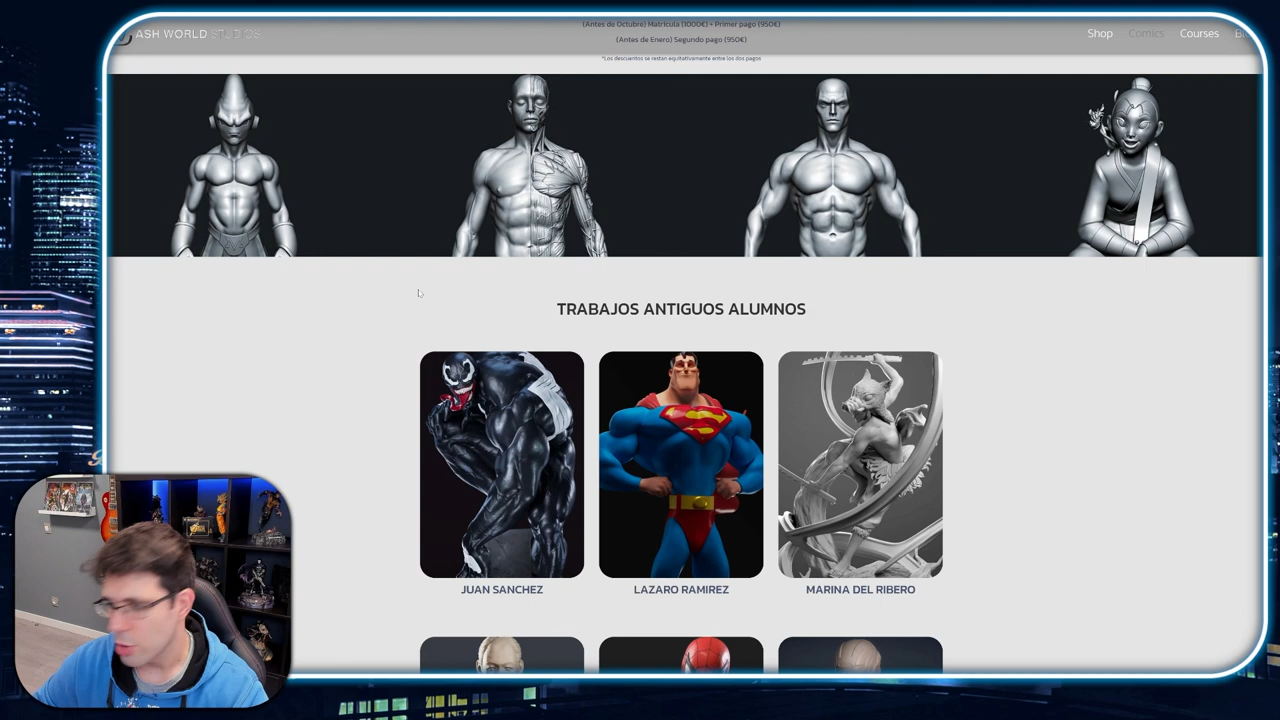 (Antes de Octubre) Matrícula (1000€) + Primer pago (950€)
ASH WORLD STUDIOS
Shop
Comics
Courses
(Antes de Enero) Segundo pago (950€)
*Los descuentos se restan equitativamente entre los dos pagos
TRABAJOS ANTIGUOS ALUMNOS
JUAN SANCHEZ
LAZARO RAMIREZ
MARINA DEL RIBERO